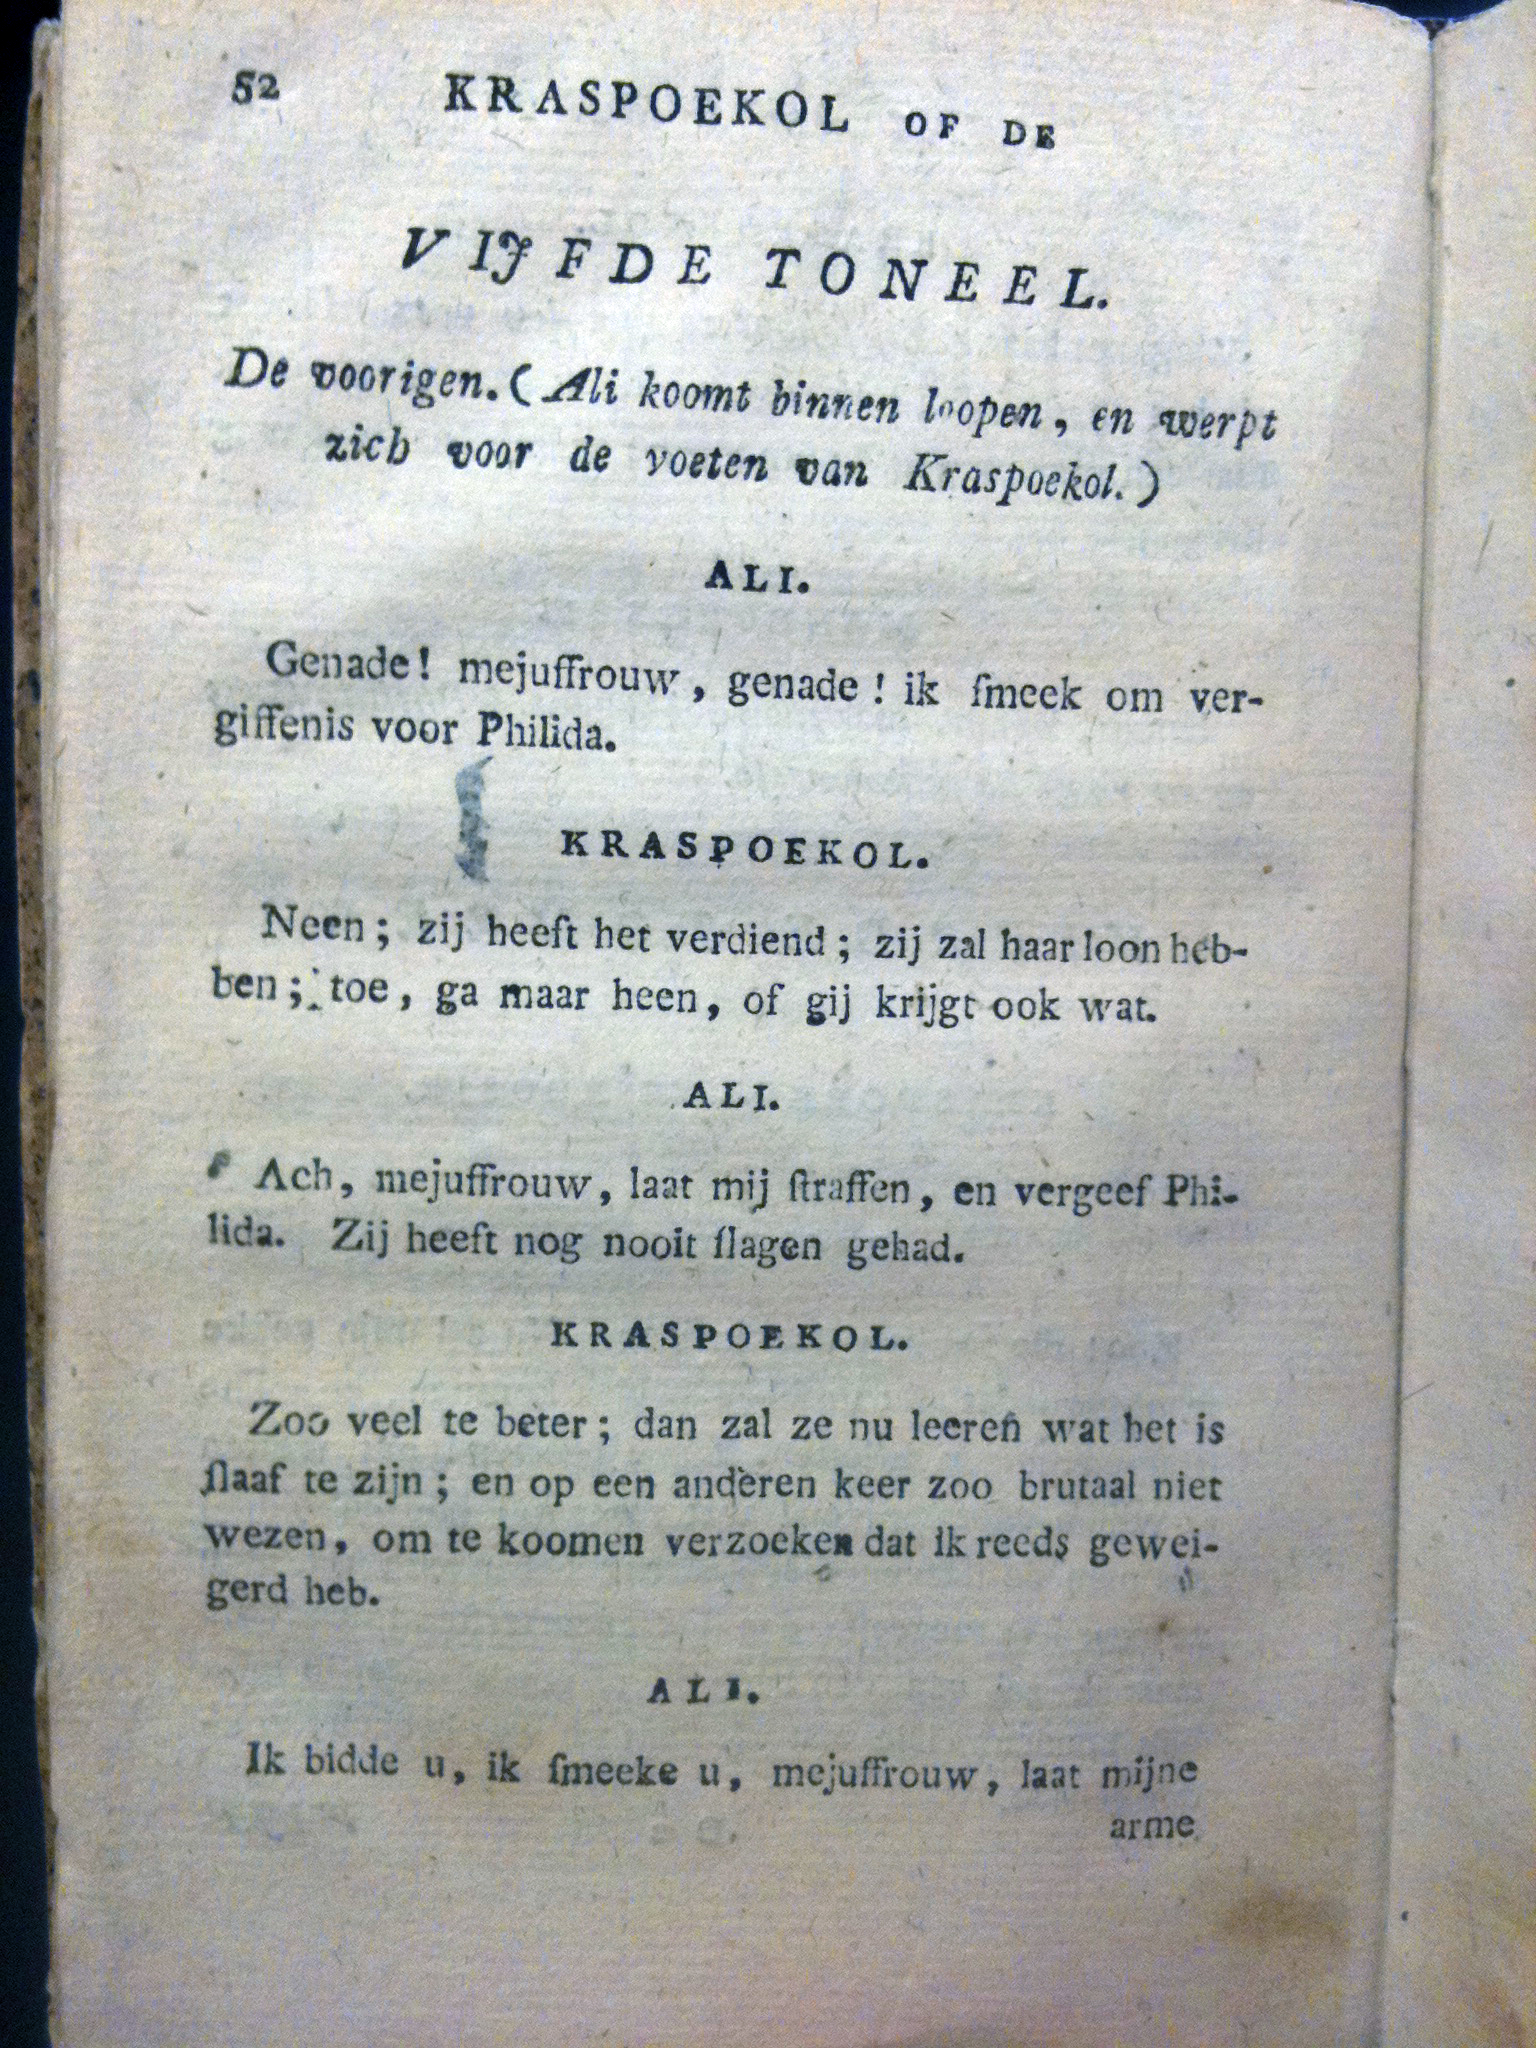 52 KRASPOEKOL OF DE
VIJFDE TONEEL.
De voorigen. (Ali koomt binnen loopen, en werpt
zich voor de voeten van Kraspoekol.)
ALI.
Genade! mejuffrouw, genade! ik ſmeek om ver-
giffenis voor Philida.
KRASPOEKOL.
Neen; zij heeft het verdiend; zij zal haar loon heb-
ben; toe, ga maar heen, of gij krijgt ook wat.
ALI.
Ach, mejuffrouw, laat mij ſtraffen, en vergeef Phi-
lida. Zij heeft nog nooit ſlagen gehad.
KRASPOEKOL.
Zoo veel te beter; dan zal ze nu leeren wat het is
ſlaaf te zijn; en op een anderen keer zoo brutaal niet
wezen, om te koomen verzoeken dat ik reeds gewei-
gerd heb.
ALI.
Ik bidde u, ik ſmeeke u, mejuffrouw, laat mijne
arme